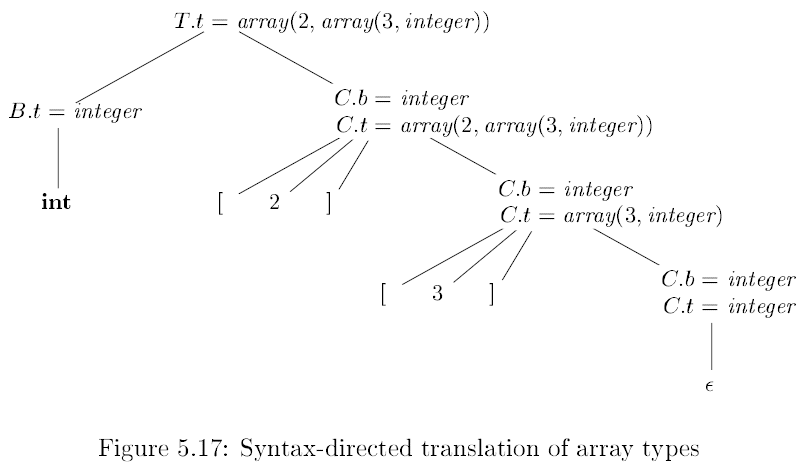 T.t = array(2, array(3, integer))
B.t = integer
C.b = integer
C.t = array(2, array(3, integer))
int
[ 2 ]
C.b = integer
C.t = array(3, integer)
[ 3 ]
C.b = integer
C.t = integer
ϵ
Figure 5.17: Syntax-directed translation of array types